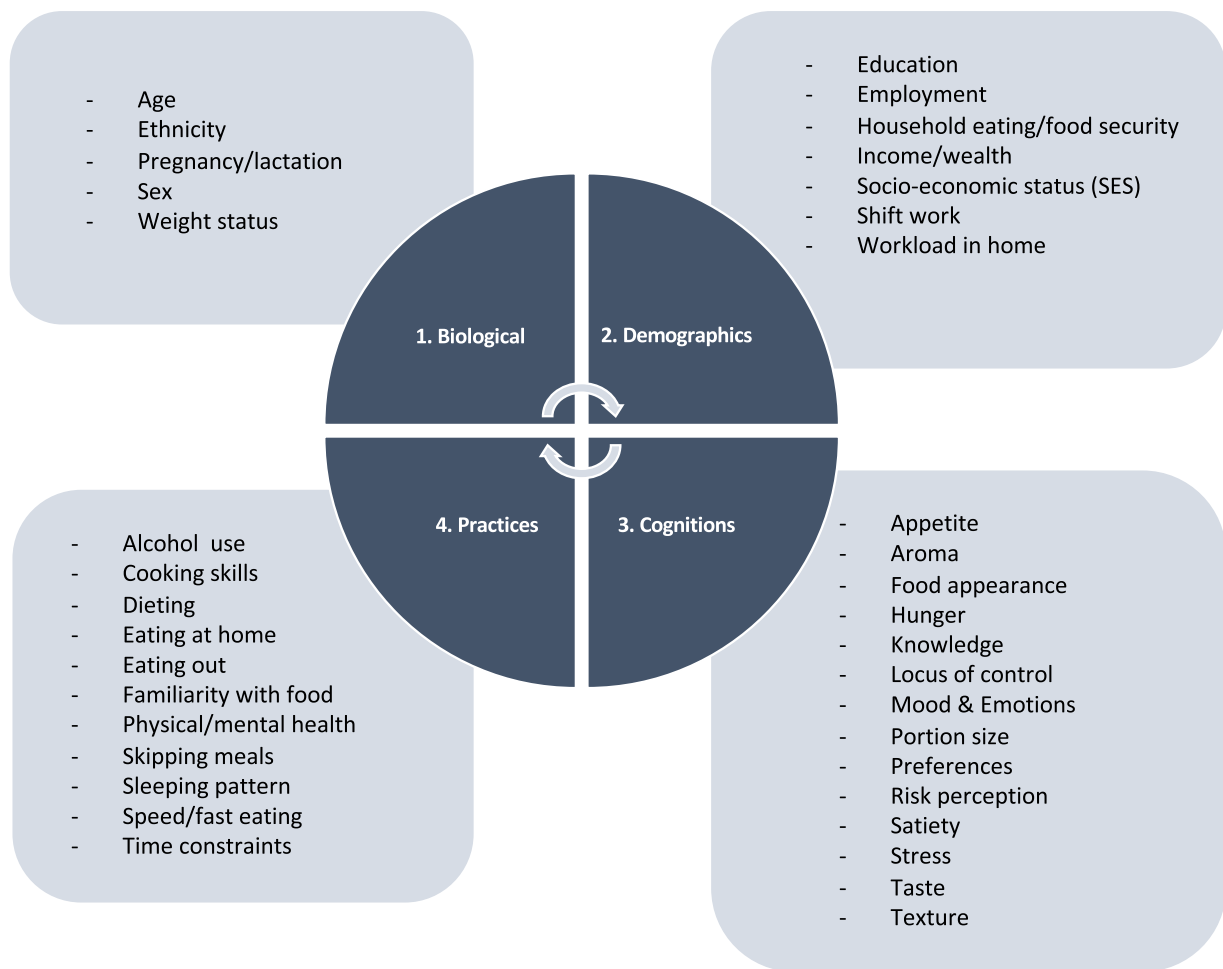 - Age
- Ethnicity
- Pregnancy/lactation
- Sex
- Weight status
- Education
- Employment
- Household eating/food security
- Income/wealth
- Socio-economic status (SES)
- Shift work
- Workload in home
1. Biological
2. Demographics
4. Practices
3. Cognitions
- Alcohol  use
- Cooking skills
- Dieting
- Eating at home
- Eating out
- Familiarity with food
- Physical/mental health
- Skipping meals
- Sleeping pattern
- Speed/fast eating
- Time constraints
- Appetite
- Aroma
- Food appearance
- Hunger
- Knowledge
- Locus of control
- Mood & Emotions
- Portion size
- Preferences
- Risk perception
- Satiety
- Stress
- Taste
- Texture